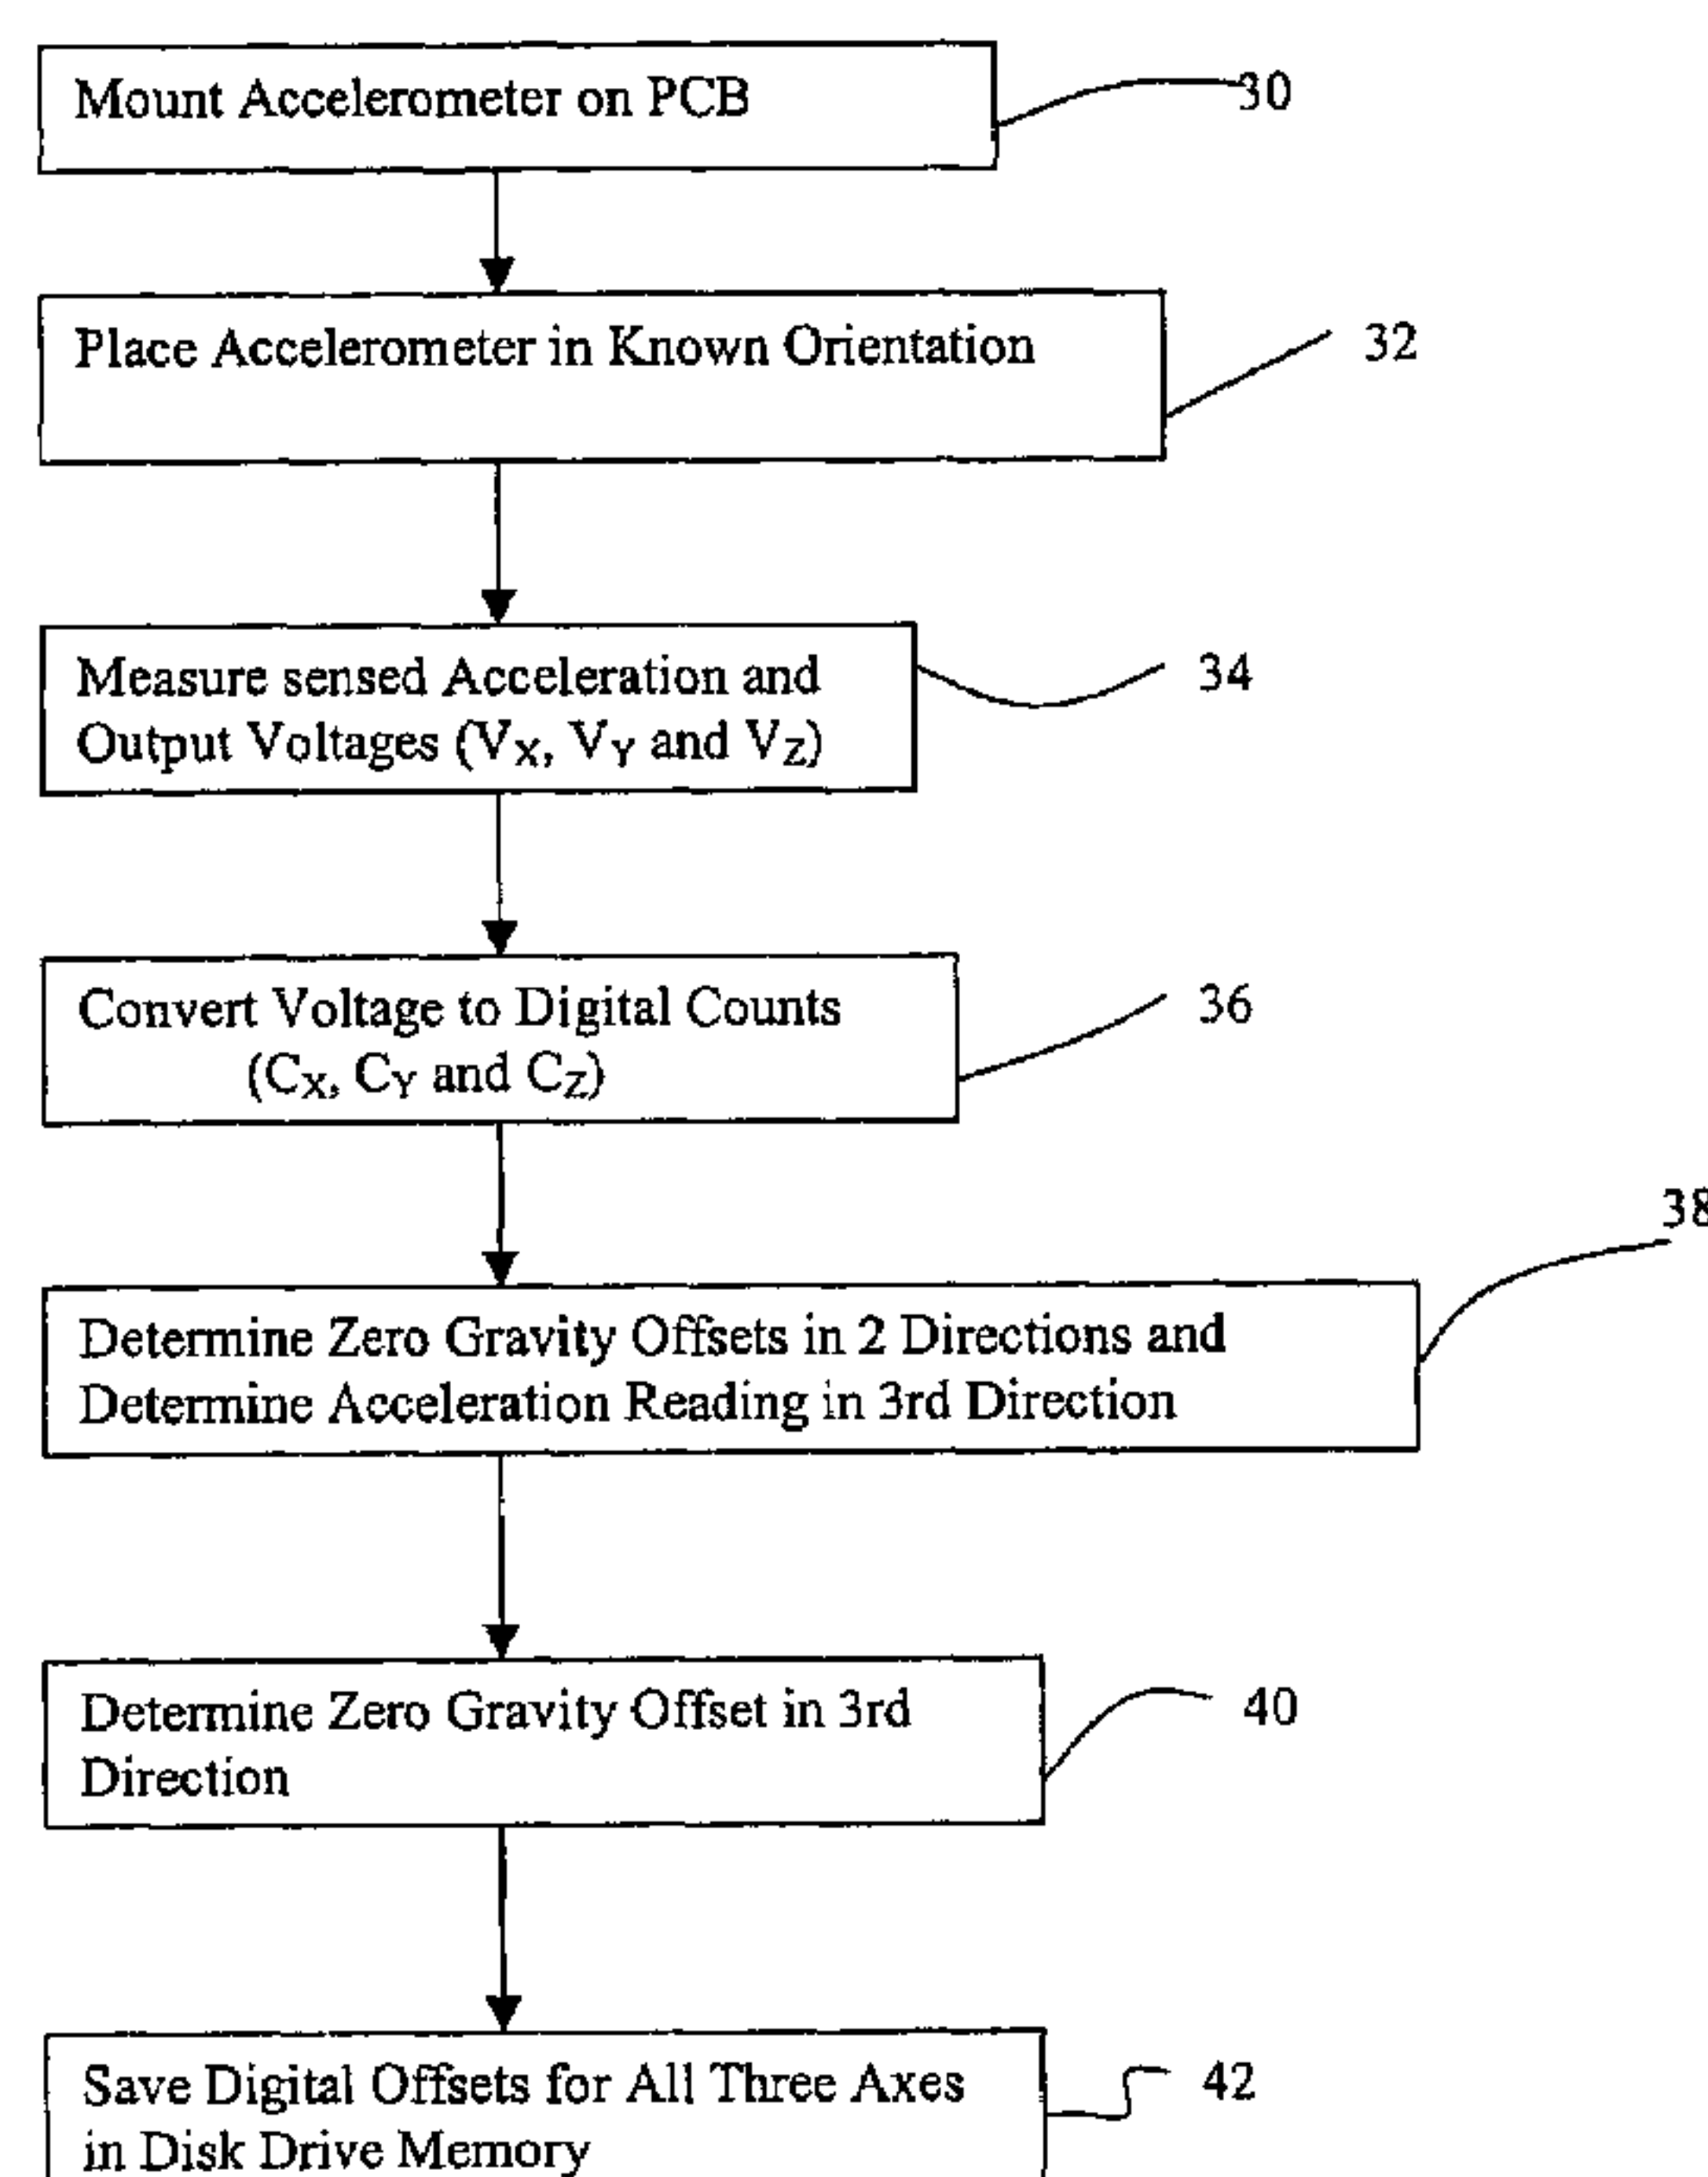 Mount Accelerometer on PCB
30
Place Accelerometer in Known Orientation
32
Measure sensed Acceleration and
Output Voltages (VX, VY and VZ)
34
Convert Voltage to Digital Counts
(CX, CY and CZ)
36
38
Determine Zero Gravity Offsets in 2 Directions and
Determine Acceleration Reading in 3rd Direction
Determine Zero Gravity Offset in 3rd
Direction
40
Save Digital Offsets for All Three Axes
in Disk Drive Memory
42